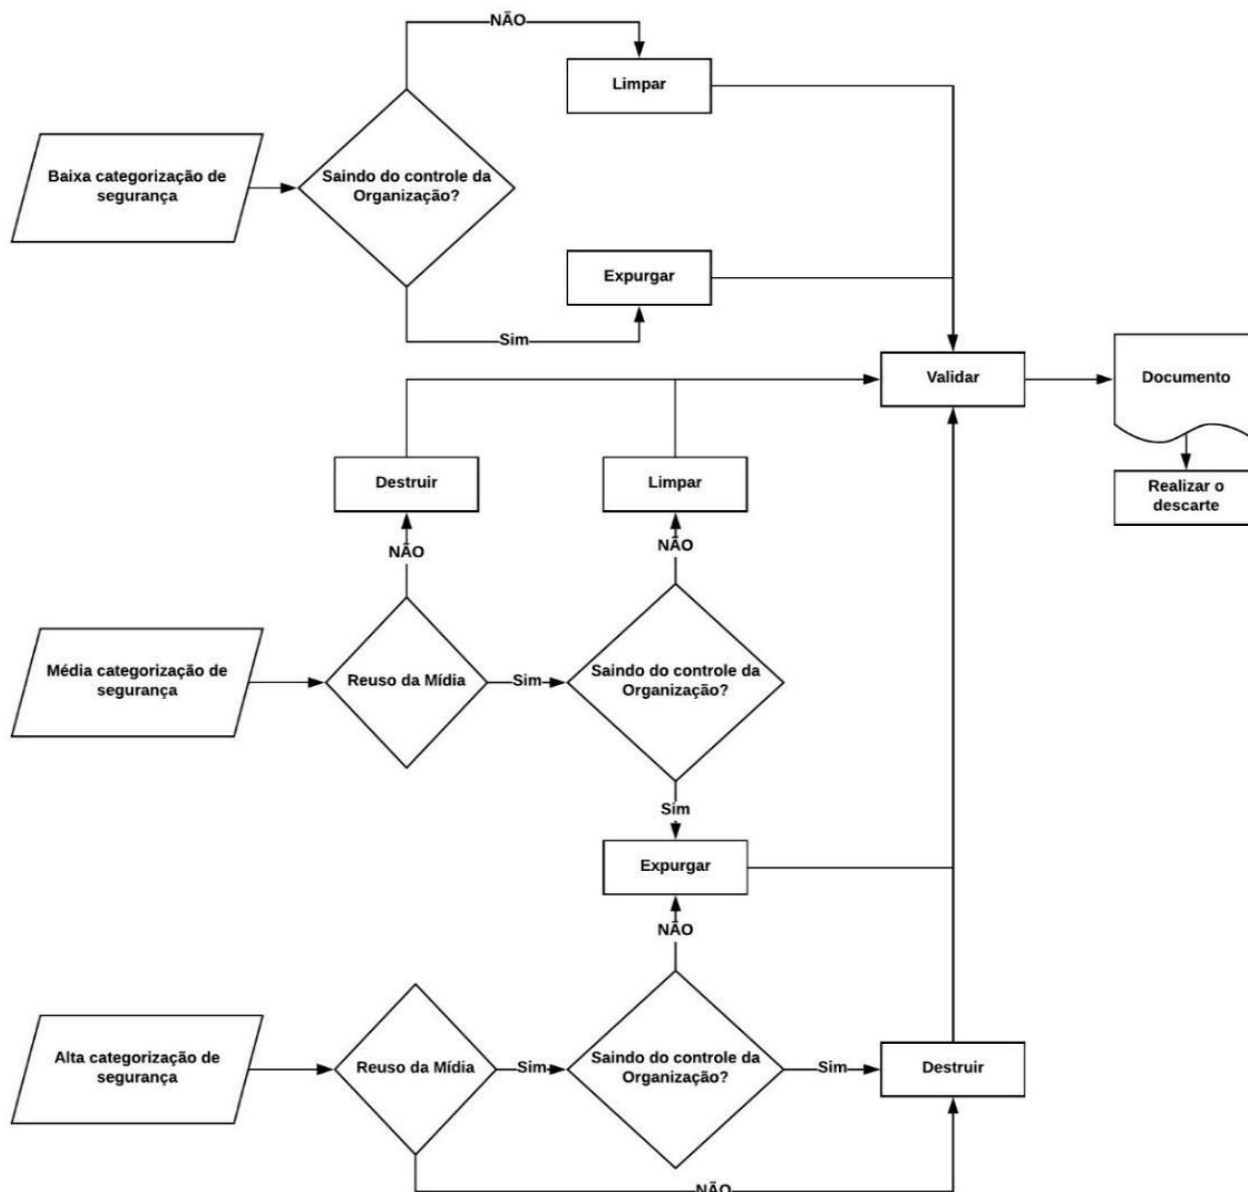 NÃO
Limpar
Baixa categorização de
segurança
Saindo do controle da
Organização?
Expurgar
Sim
Validar
Documento
Realizar o
descarte
Destruir
Limpar
NÃO
NÃO
Média categorização de
segurança
Reuso da Mídia
Sim
Saindo do controle da
Organização?
Sim
Expurgar
NÃO
Alta categorização de
segurança
Reuso da Mídia
Sim
Saindo do controle da
Organização?
Sim
Destruir
NÃO